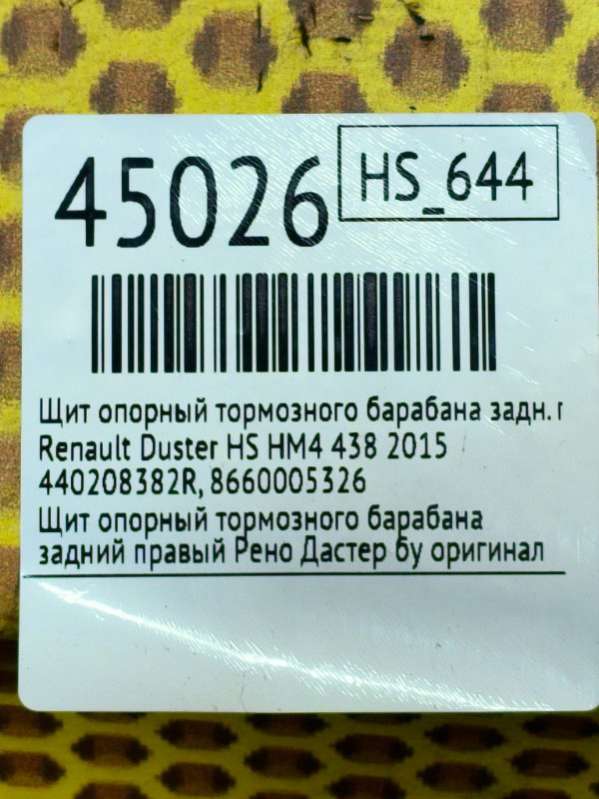 45026
HS_644
Щит опорный тормозного барабана задн.
Renault Duster HS HM4 438 2015
440208382R, 8660005326
Щит опорный тормозного барабана
задний правый Рено Дастер бу оригинал